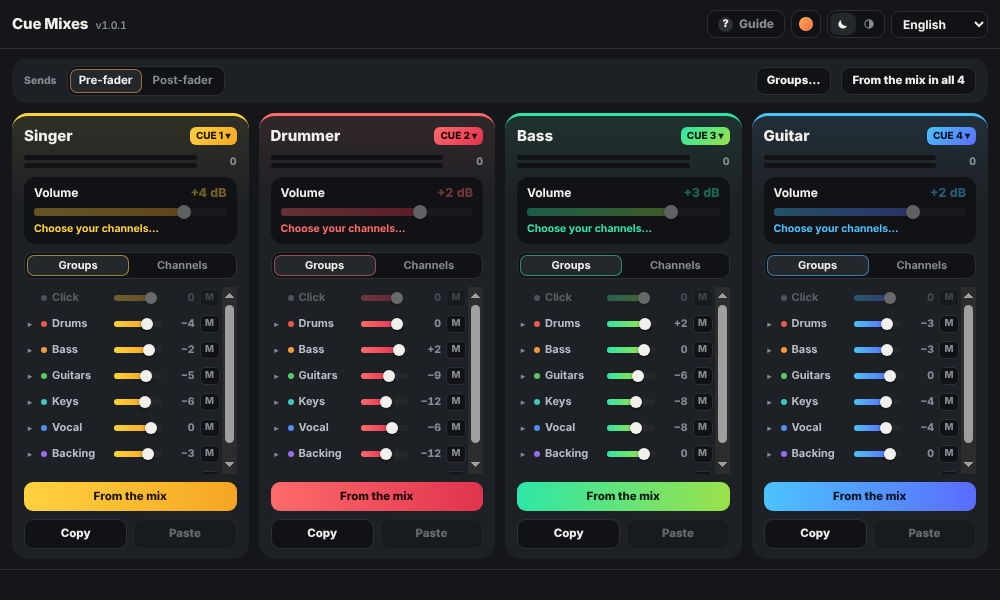 Cue Mixes v1.0.1
? Guide
English
Sends Pre-fader Post-fader
Groups... From the mix in all 4
Singer CUE 1 ▾
0
Volume +4 dB
Choose your channels...
Groups Channels
Click 0 M
Drums −4 M
Bass −2 M
Guitars −5 M
Keys −6 M
Vocal 0 M
Backing −3 M
From the mix
Copy Paste
Drummer CUE 2 ▾
0
Volume +2 dB
Choose your channels...
Groups Channels
Click 0 M
Drums 0 M
Bass +2 M
Guitars −9 M
Keys −12 M
Vocal −6 M
Backing −12 M
From the mix
Copy Paste
Bass CUE 3 ▾
0
Volume +3 dB
Choose your channels...
Groups Channels
Click 0 M
Drums +2 M
Bass 0 M
Guitars −6 M
Keys −8 M
Vocal −8 M
Backing 0 M
From the mix
Copy Paste
Guitar CUE 4 ▾
0
Volume +2 dB
Choose your channels...
Groups Channels
Click 0 M
Drums −3 M
Bass −3 M
Guitars 0 M
Keys −4 M
Vocal −4 M
Backing 0 M
From the mix
Copy Paste